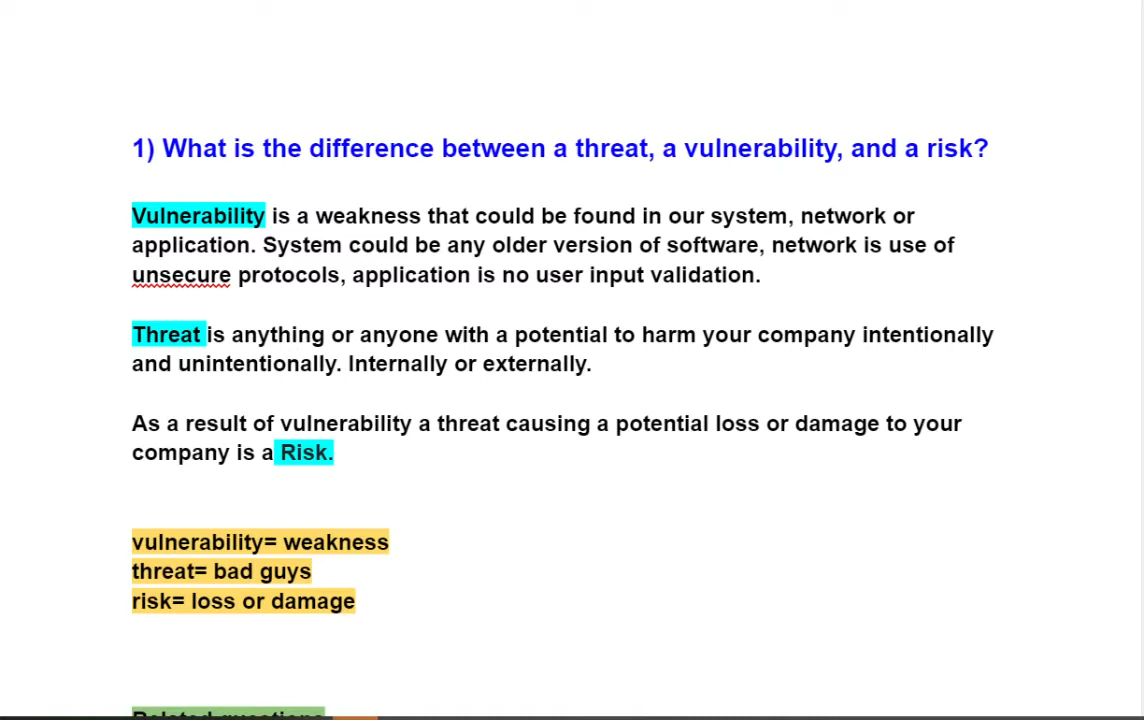 1) What is the difference between a threat, a vulnerability, and a risk?
Vulnerability is a weakness that could be found in our system, network or
application. System could be any older version of software, network is use of
unsecure protocols, application is no user input validation.
Threat is anything or anyone with a potential to harm your company intentionally
and unintentionally. Internally or externally.
As a result of vulnerability a threat causing a potential loss or damage to your
company is a Risk.
vulnerability= weakness
threat= bad guys
risk= loss or damage
Related questions